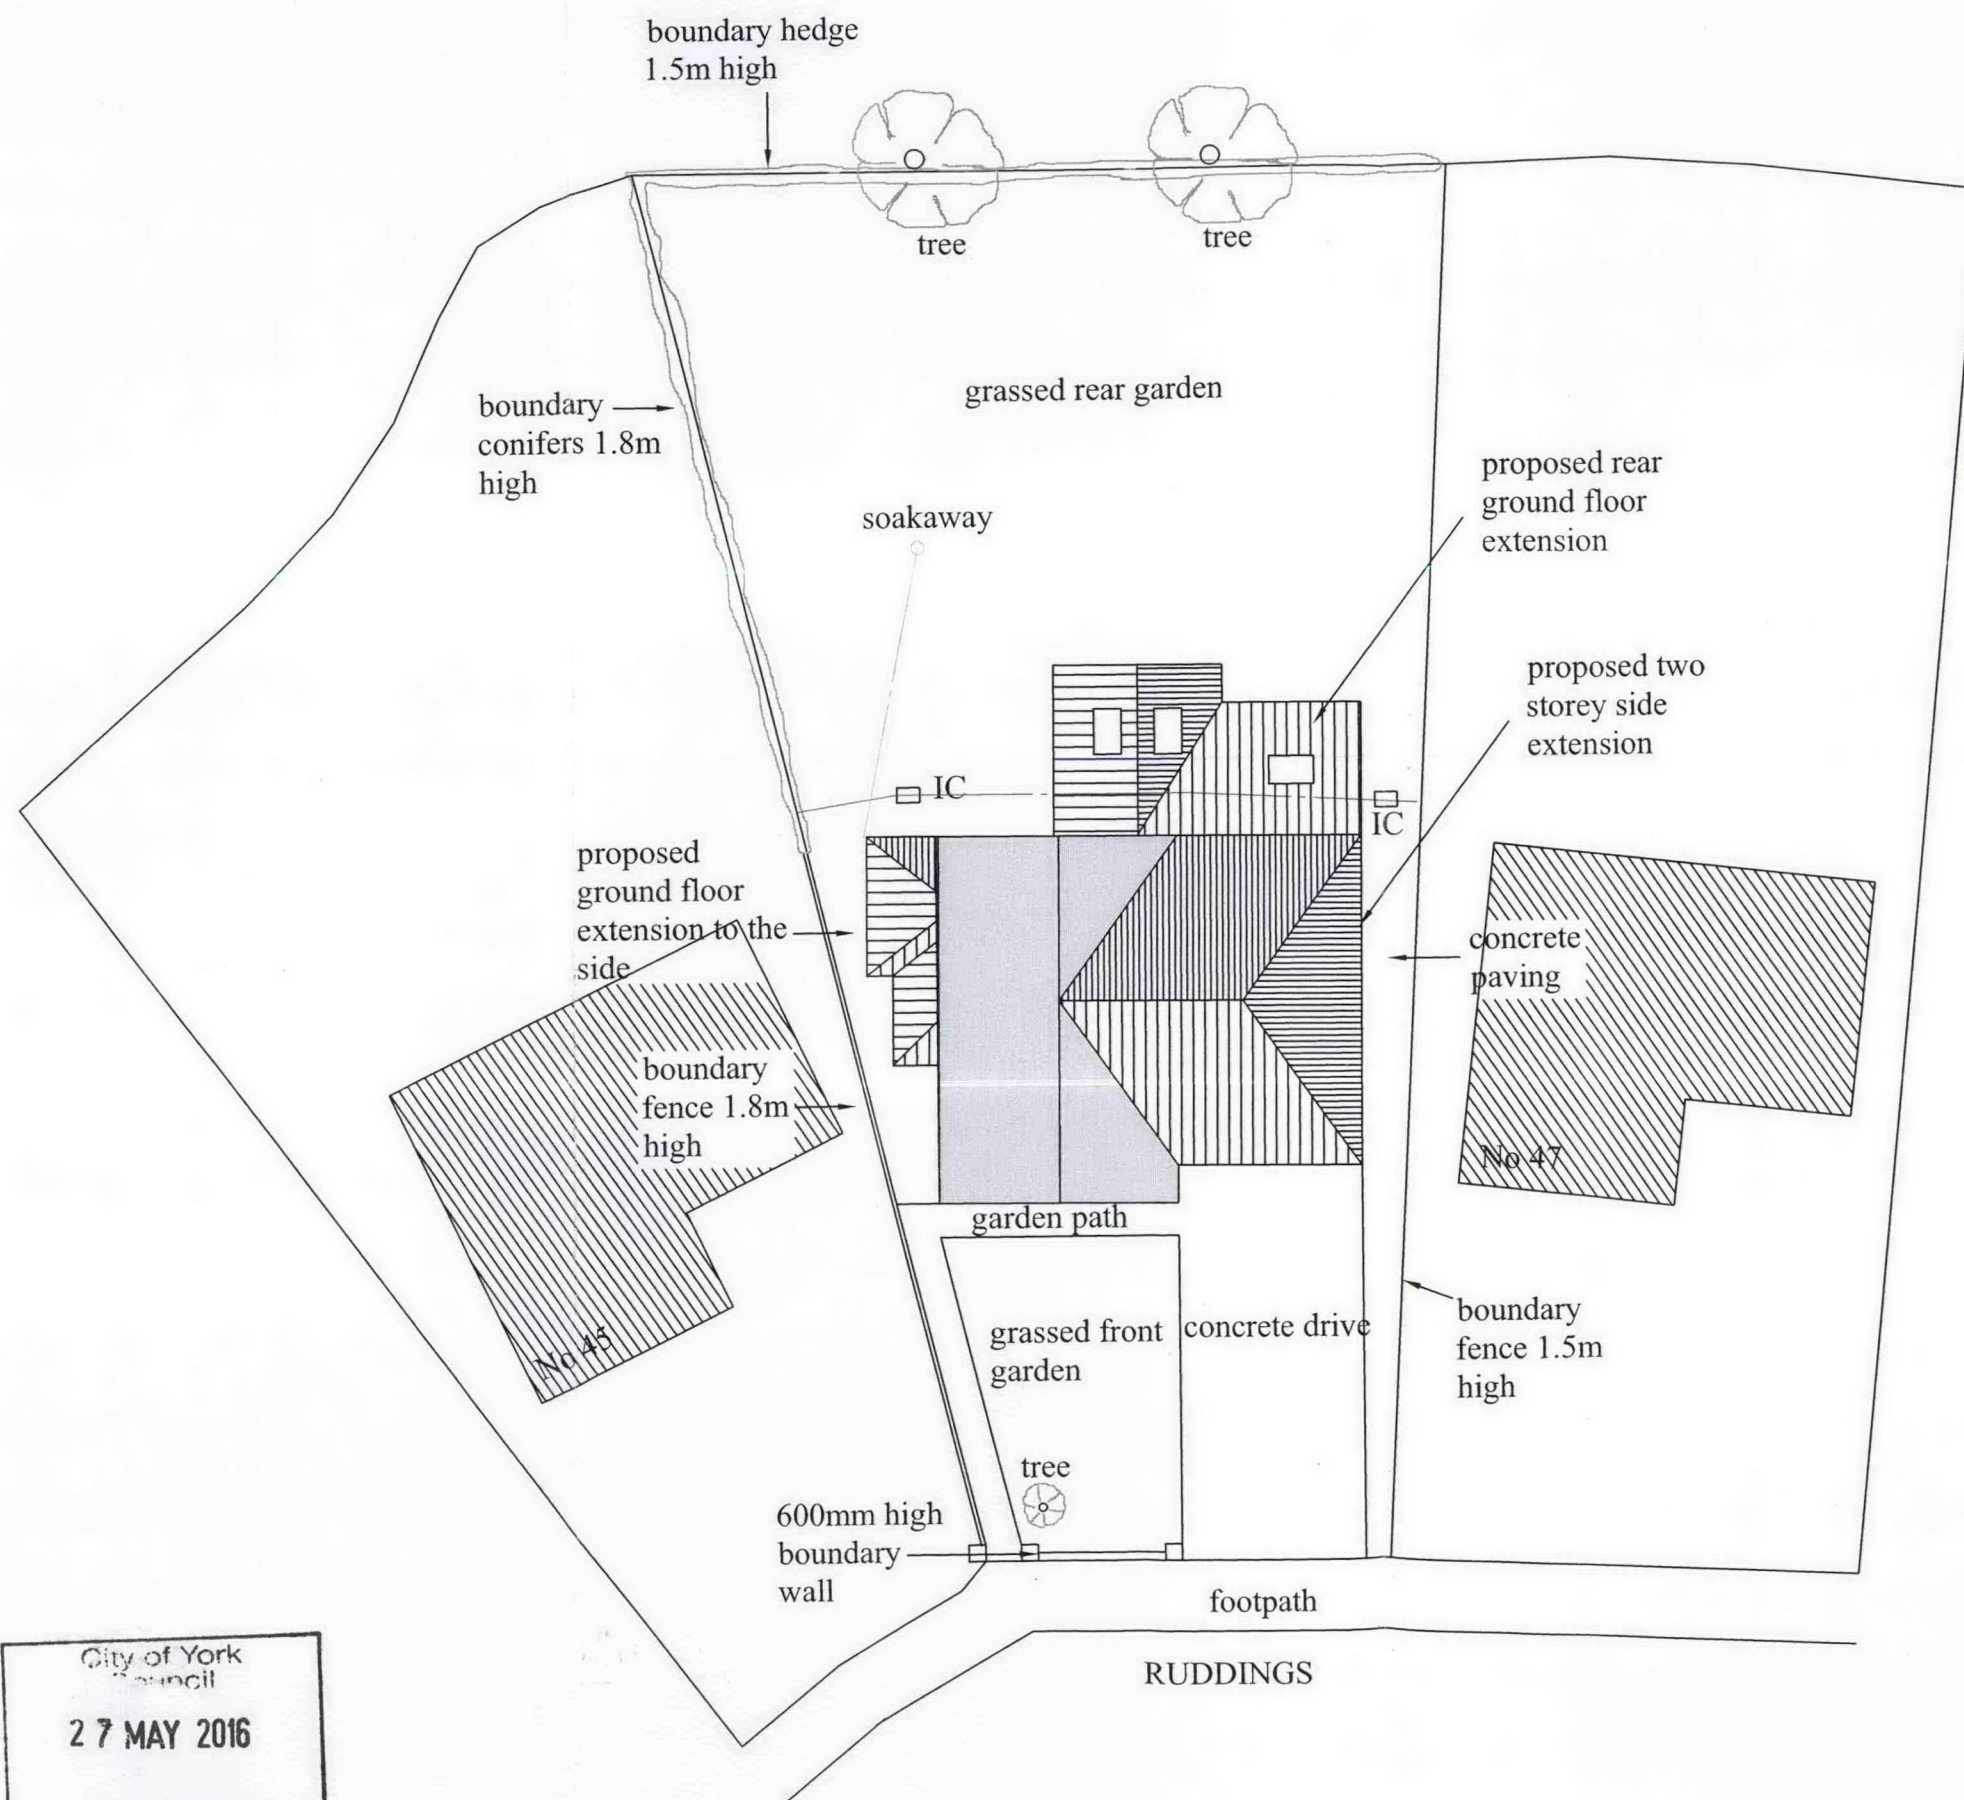 boundary hedge
1.5m high
tree
tree
grassed rear garden
boundary
conifers 1.8m
high
soakaway
proposed rear
ground floor
extension
proposed two
storey side
extension
IC
IC
proposed
ground floor
extension to the
side
concrete
paving
boundary
fence 1.8m
high
No 47
garden path
No 45
grassed front
garden
concrete drive
boundary
fence 1.5m
high
tree
600mm high
boundary
wall
footpath
RUDDINGS
City of York
Council
27 MAY 2016